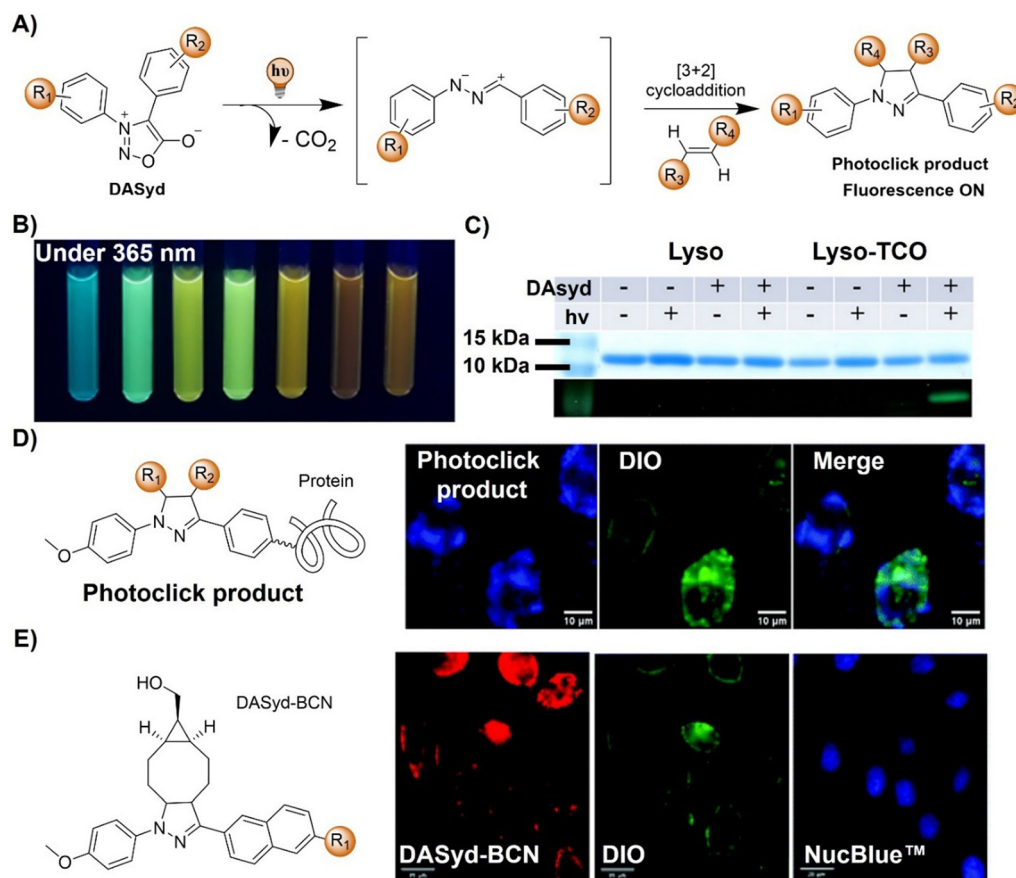 A)
R1
R2
N+
N
O
O−
DASyd
hυ
- CO2
N−
N
C+
H
R1
R2
[3+2]
cycloaddition
H
R4
R3
H
R4
R3
R1
N
N
R2
Photoclick product
Fluorescence ON
B)
Under 365 nm
C)
Lyso
Lyso-TCO
DAsyd - - + + - - + +
hv - + - + - + - +
15 kDa
10 kDa
D)
R1
R2
N
N
O
Protein
Photoclick product
Photoclick
product
DIO
Merge
10 µm
10 µm
10 µm
E)
HO
DASyd-BCN
H
H
N
N
O
R1
DASyd-BCN
DIO
NucBlue™